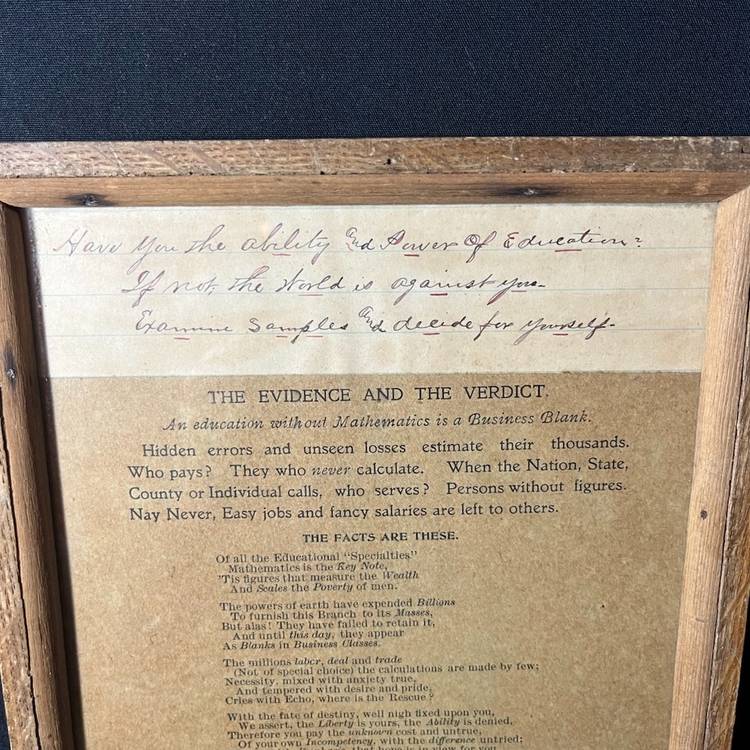 Have You the ability and Power Of Education?
If not, the World is against you-
Examine Samples and decide for yourself-
THE EVIDENCE AND THE VERDICT.
An education without Mathematics is a Business Blank.
Hidden errors and unseen losses estimate their thousands.
Who pays? They who never calculate. When the Nation, State,
County or Individual calls, who serves? Persons without figures.
Nay Never, Easy jobs and fancy salaries are left to others.
THE FACTS ARE THESE.
Of all the Educational "Specialties"
Mathematics is the Key Note,
'Tis figures that measure the Wealth
And Scales the Poverty of men.
The powers of earth have expended Billions
To furnish this Branch to its Masses,
But alas! They have failed to retain it,
And until this day, they appear
As Blanks in Business Classes.
The millions labor, deal and trade
(Not of special choice) the calculations are made by few;
Necessity, mixed with anxiety true,
And tempered with desire and pride,
Cries with Echo, where is the Rescue?
With the fate of destiny, well nigh fixed upon you,
We assert, the Liberty is yours, the Ability is denied,
Therefore you pay the unknown cost and untrue,
Of your own Incompetency, with the difference untried;
in view for you